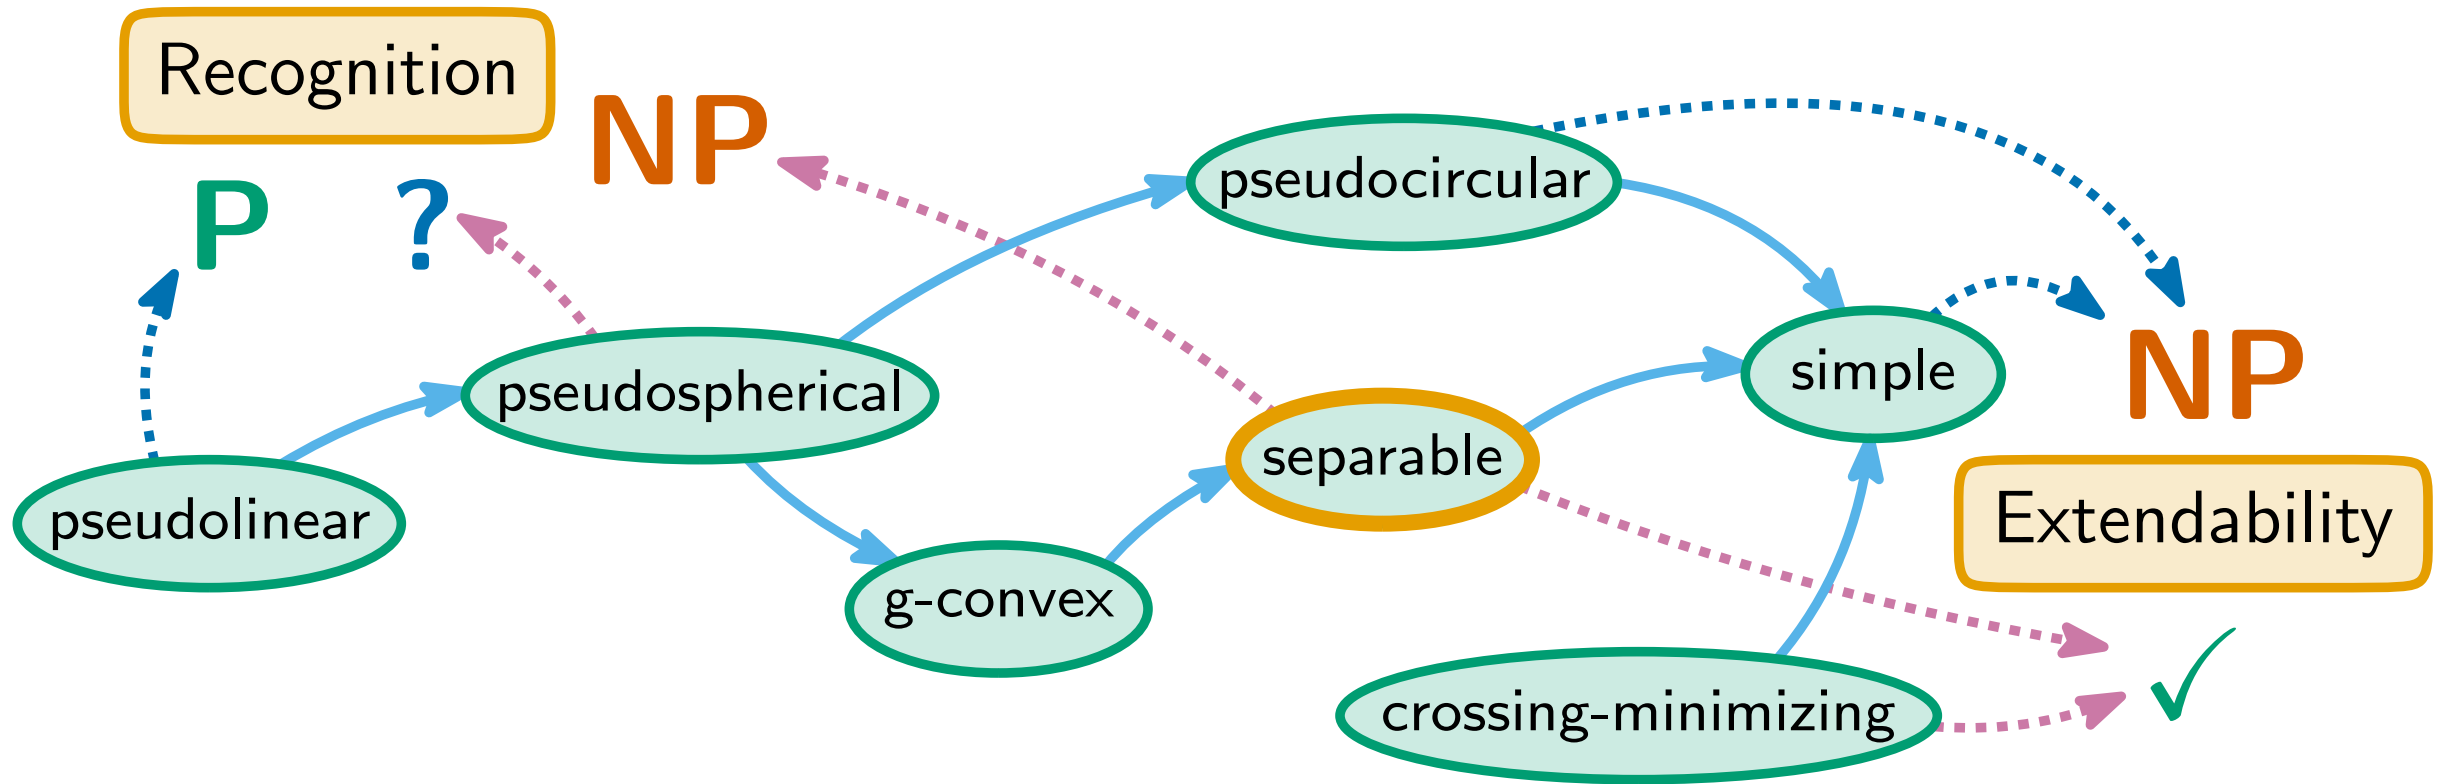 Recognition
NP
P
?
pseudocircular
pseudospherical
simple
NP
separable
pseudolinear
Extendability
g-convex
✓
crossing-minimizing